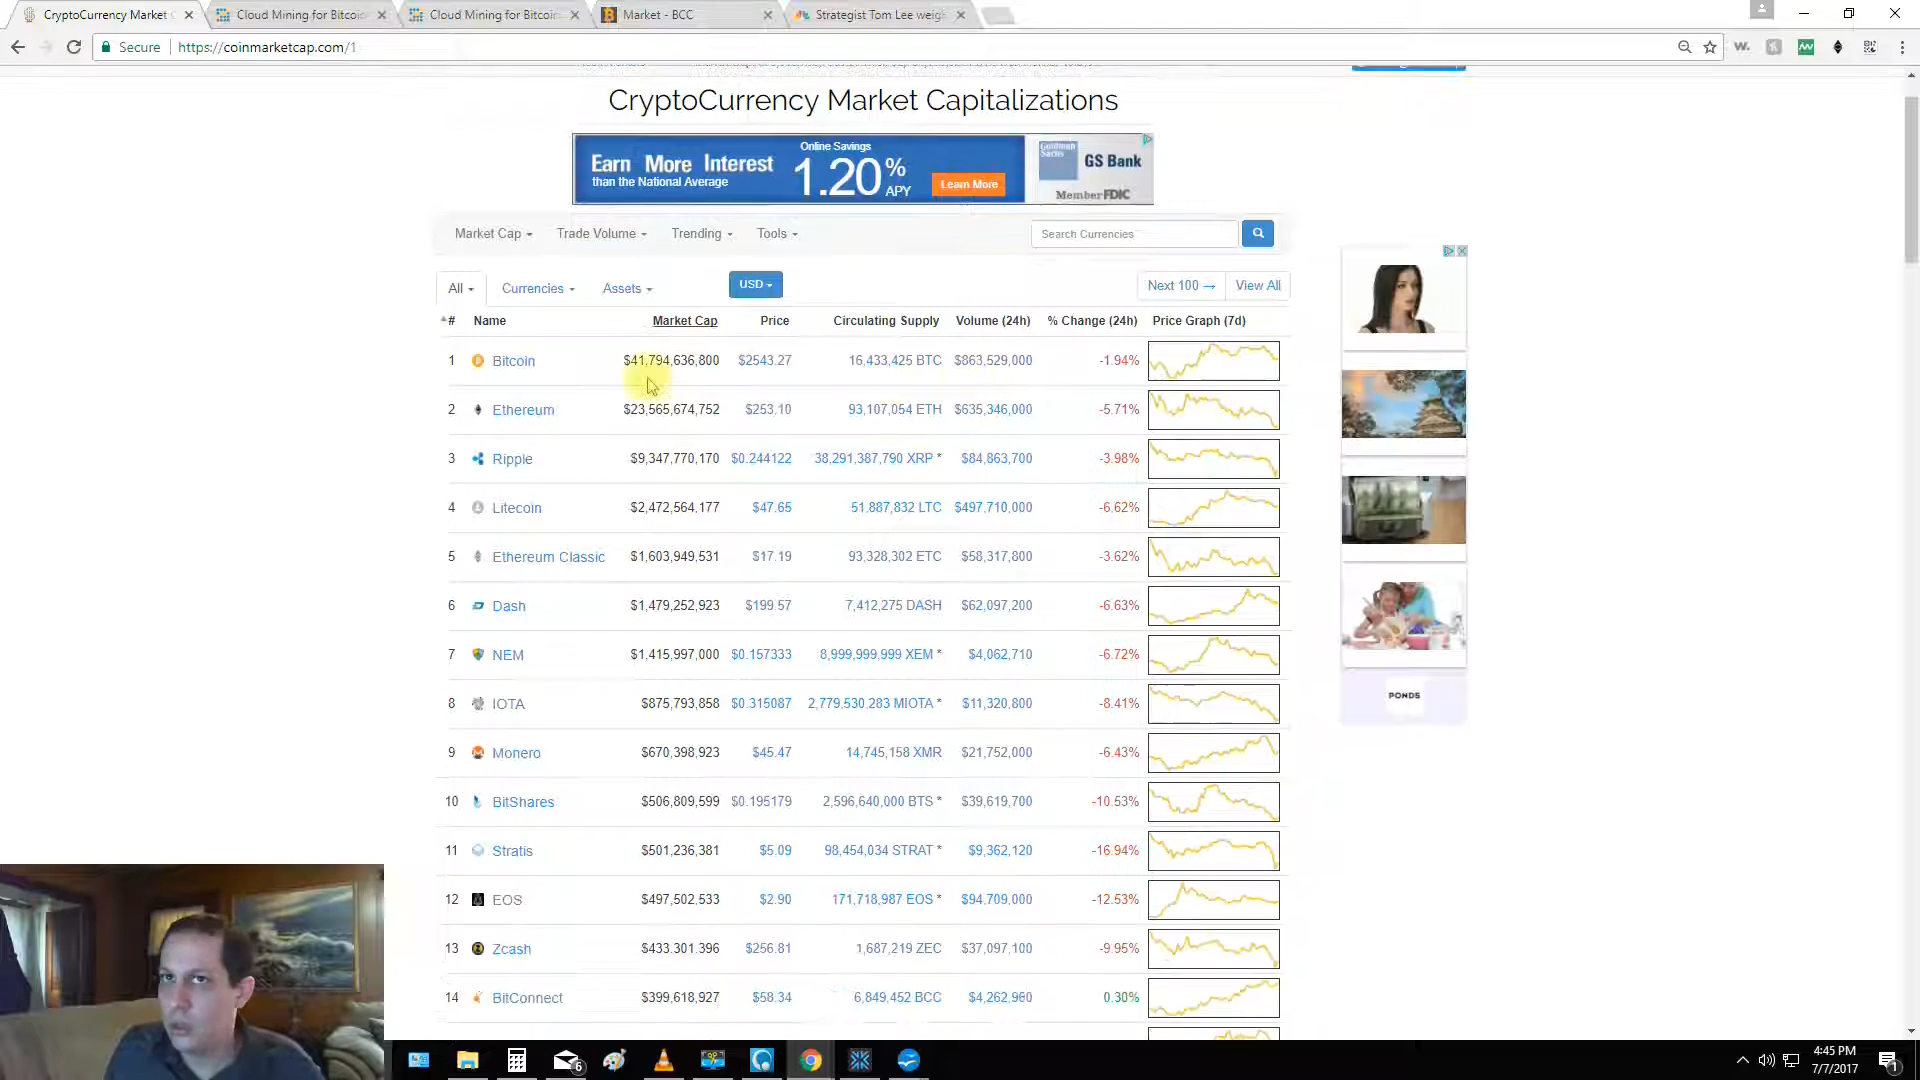 CryptoCurrency Market
Cloud Mining for Bitcoin
Cloud Mining for Bitcoin
Market - BCC
Strategist Tom Lee weigh
Secure
https://coinmarketcap.com/1
CryptoCurrency Market Capitalizations
Earn More Interest
than the National Average
Online Savings
1.20% APY
Learn More
Goldman
Sachs
GS Bank
Member FDIC
Market Cap
Trade Volume
Trending
Tools
Search Currencies
All
Currencies
Assets
USD
Next 100 →
View All
# Name Market Cap Price Circulating Supply Volume (24h) % Change (24h) Price Graph (7d)
1 Bitcoin $41,794,636,800 $2543.27 16,433,425 BTC $863,529,000 -1.94%
2 Ethereum $23,565,674,752 $253.10 93,107,054 ETH $635,346,000 -5.71%
3 Ripple $9,347,770,170 $0.244122 38,291,387,790 XRP * $84,863,700 -3.98%
4 Litecoin $2,472,564,177 $47.65 51,887,832 LTC $497,710,000 -6.62%
5 Ethereum Classic $1,603,949,531 $17.19 93,328,302 ETC $58,317,800 -3.62%
6 Dash $1,479,252,923 $199.57 7,412,275 DASH $62,097,200 -6.63%
7 NEM $1,415,997,000 $0.157333 8,999,999,999 XEM * $4,062,710 -6.72%
8 IOTA $875,793,858 $0.315087 2,779,530,283 MIOTA * $11,320,800 -8.41%
9 Monero $670,398,923 $45.47 14,745,158 XMR $21,752,000 -6.43%
10 BitShares $506,809,599 $0.195179 2,596,640,000 BTS * $39,619,700 -10.53%
11 Stratis $501,236,381 $5.09 98,454,034 STRAT * $9,362,120 -16.94%
12 EOS $497,502,533 $2.90 171,718,987 EOS * $94,709,000 -12.53%
13 Zcash $433,301,396 $256.81 1,687,219 ZEC $37,097,100 -9.95%
14 BitConnect $399,618,927 $58.34 6,849,452 BCC $4,262,960 0.30%
PONDS
6
4:45 PM
7/7/2017
1